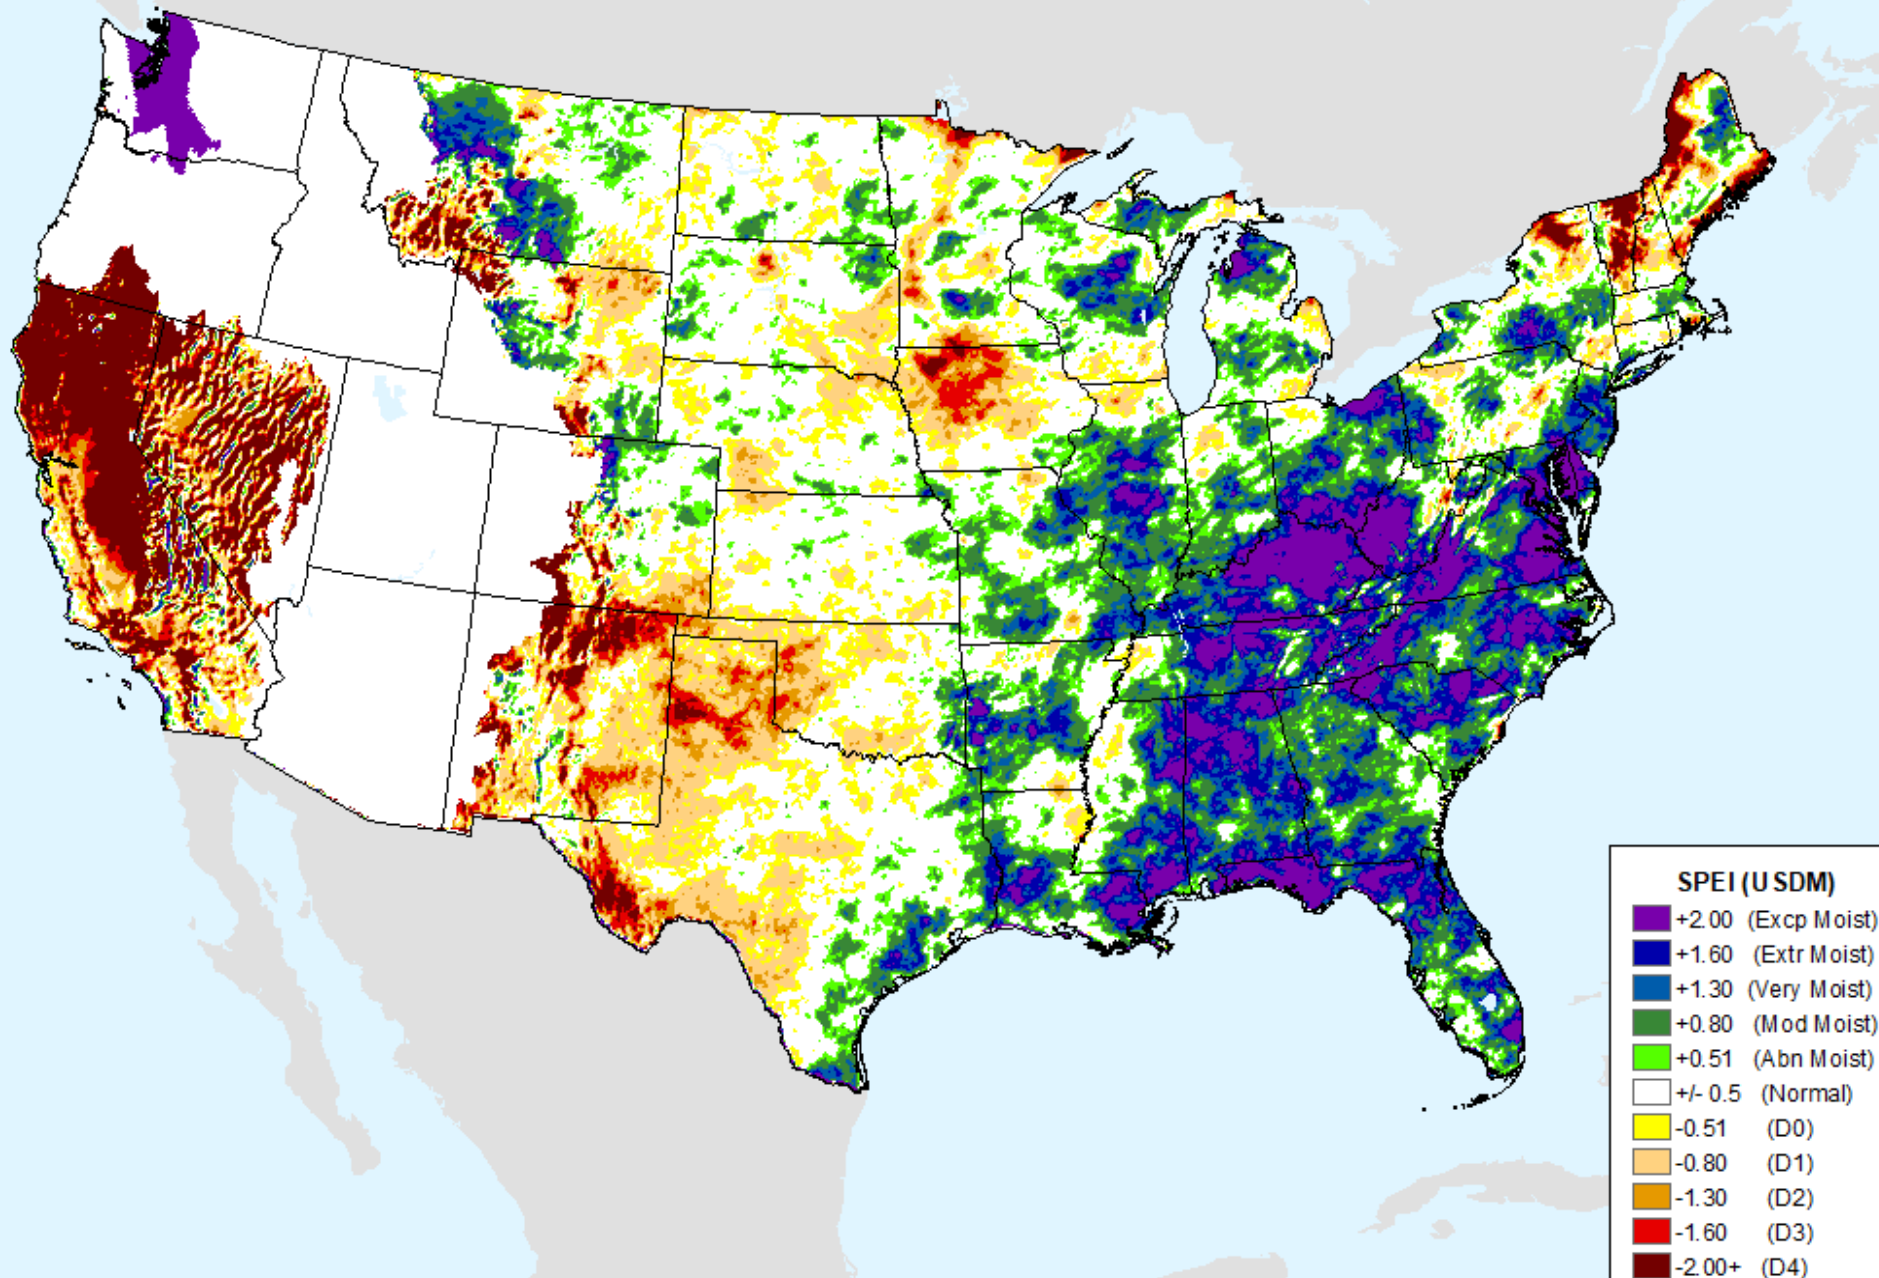 SPEI (USDM)
+2.00 (Excp Moist)
+1.60 (Extr Moist)
+1.30 (Very Moist)
+0.80 (Mod Moist)
+0.51 (Abn Moist)
+/- 0.5 (Normal)
-0.51 (D0)
-0.80 (D1)
-1.30 (D2)
-1.60 (D3)
-2.00+ (D4)